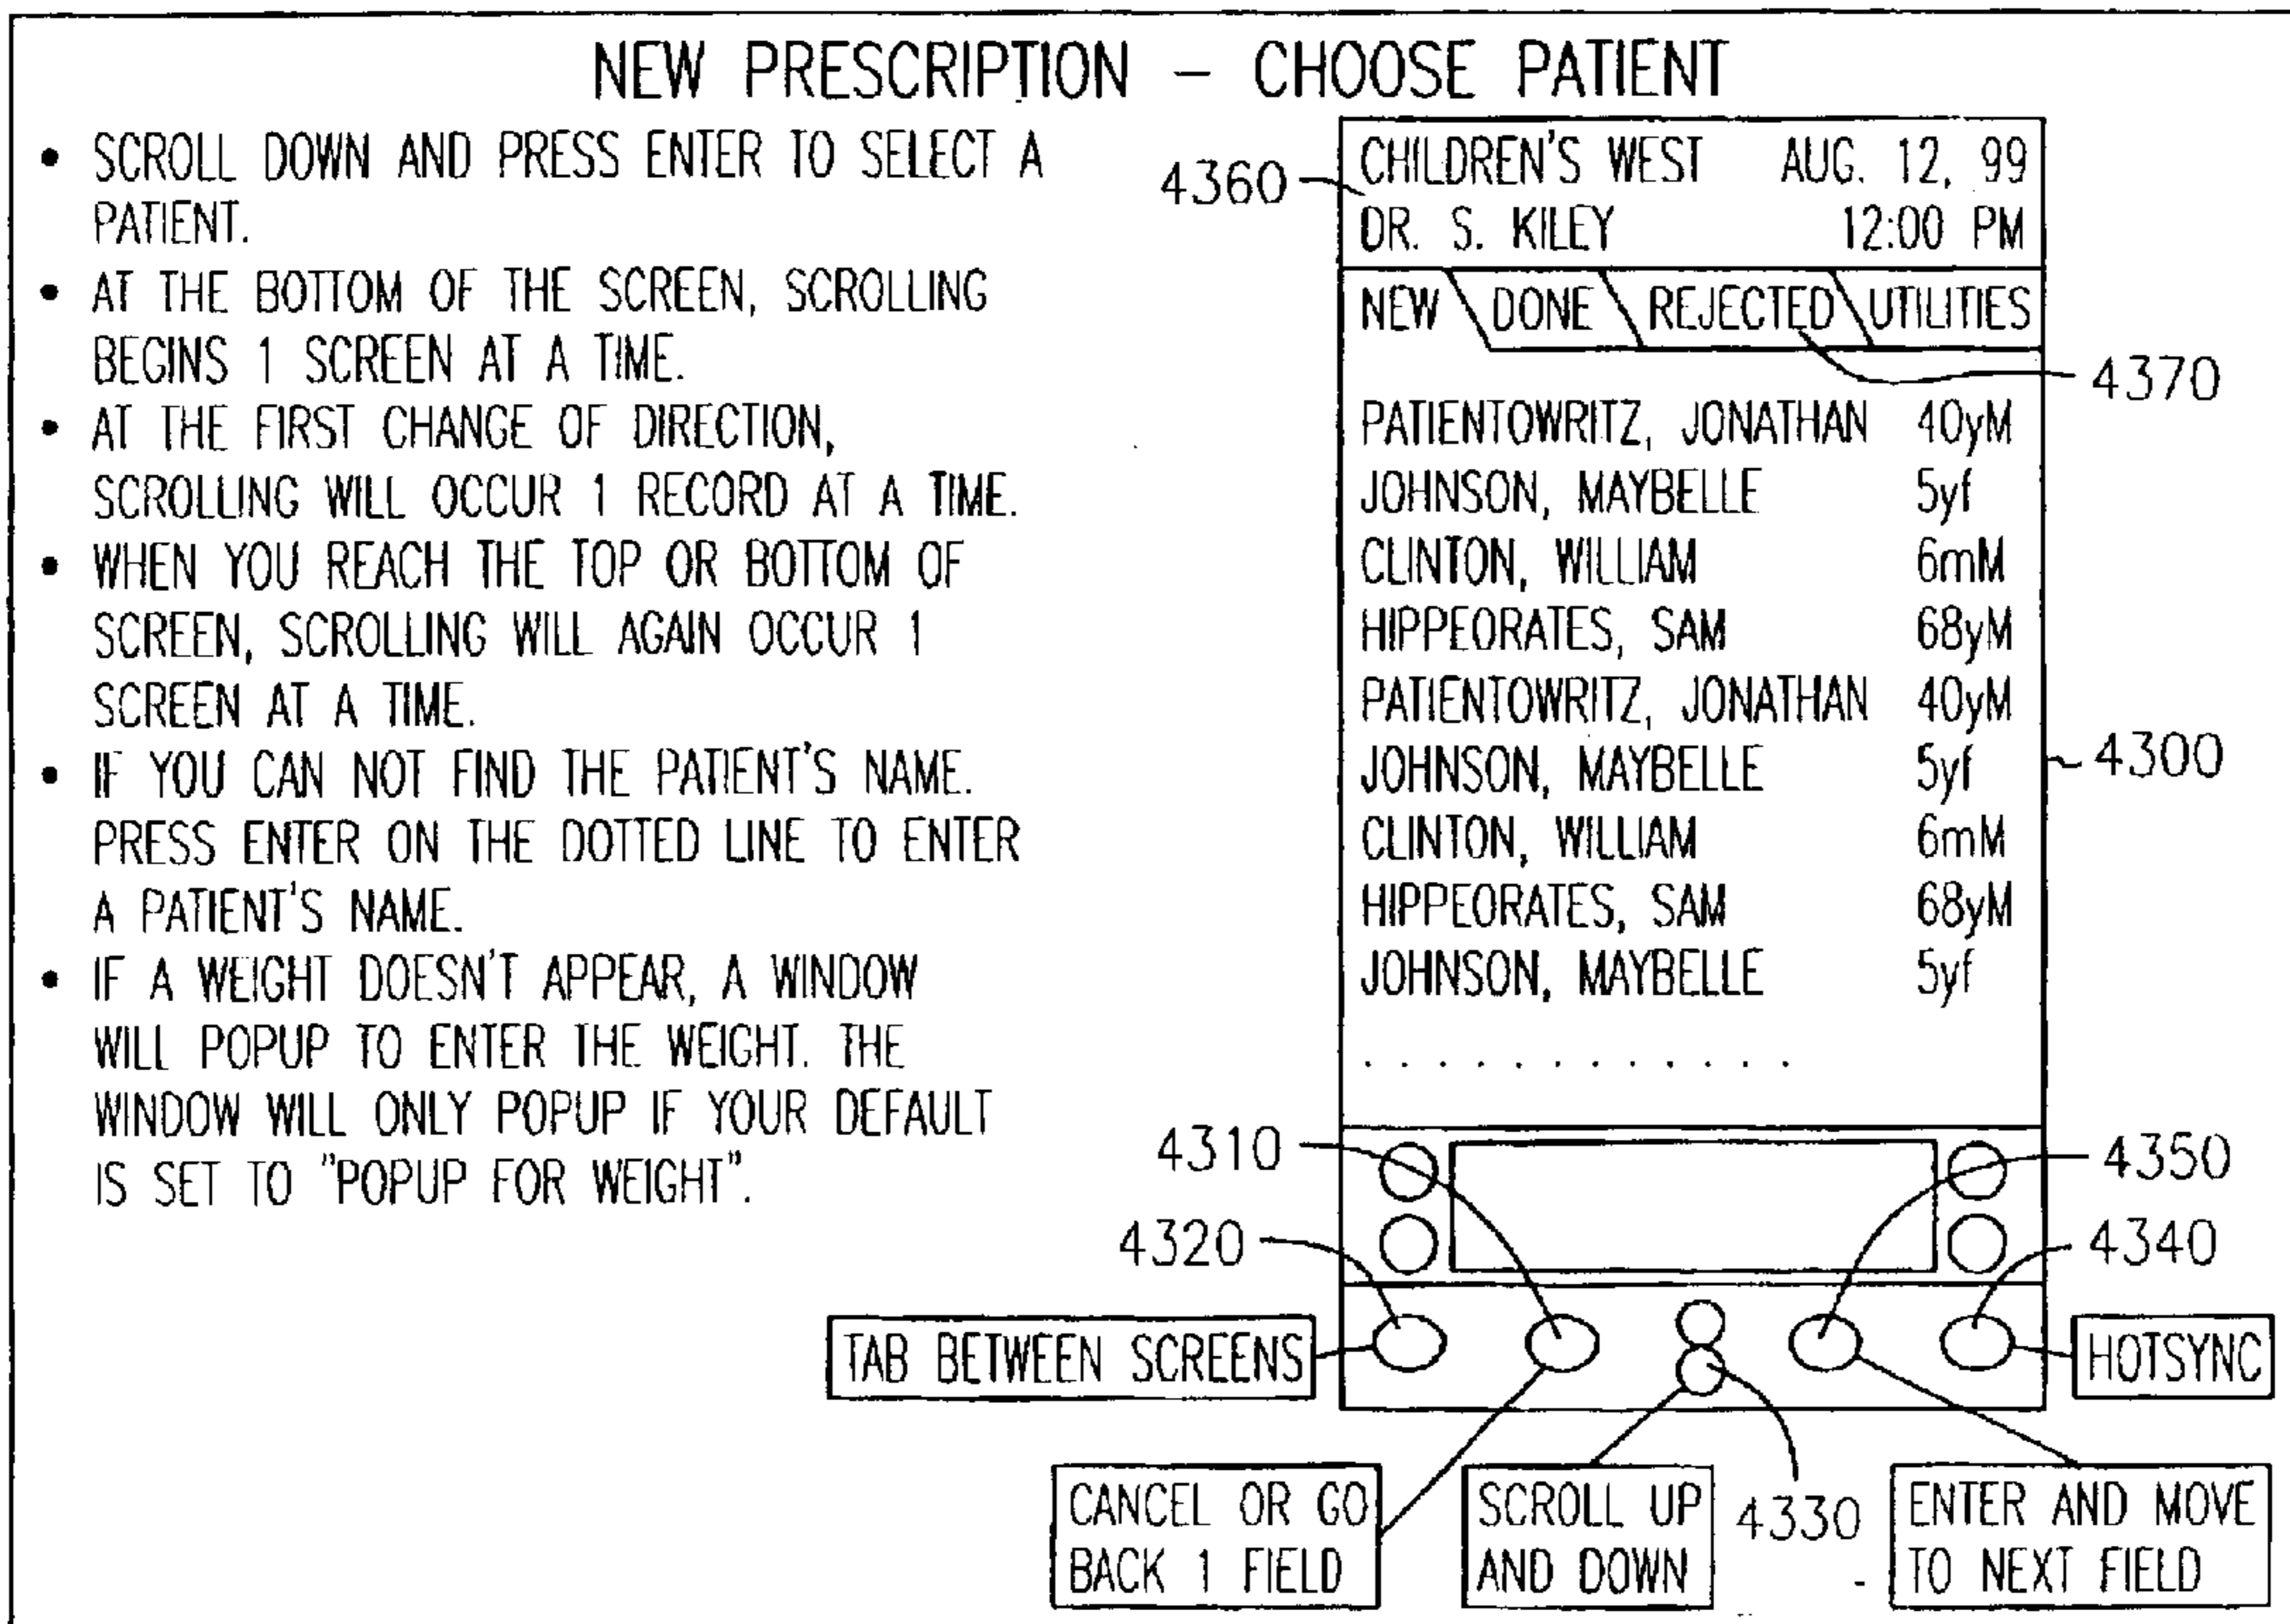 NEW PRESCRIPTION – CHOOSE PATIENT
• SCROLL DOWN AND PRESS ENTER TO SELECT A
PATIENT.
• AT THE BOTTOM OF THE SCREEN, SCROLLING
BEGINS 1 SCREEN AT A TIME.
• AT THE FIRST CHANGE OF DIRECTION,
SCROLLING WILL OCCUR 1 RECORD AT A TIME.
• WHEN YOU REACH THE TOP OR BOTTOM OF
SCREEN, SCROLLING WILL AGAIN OCCUR 1
SCREEN AT A TIME.
• IF YOU CAN NOT FIND THE PATIENT'S NAME.
PRESS ENTER ON THE DOTTED LINE TO ENTER
A PATIENT'S NAME.
• IF A WEIGHT DOESN'T APPEAR, A WINDOW
WILL POPUP TO ENTER THE WEIGHT. THE
WINDOW WILL ONLY POPUP IF YOUR DEFAULT
IS SET TO "POPUP FOR WEIGHT".
4360
CHILDREN'S WEST AUG. 12, 99
DR. S. KILEY 12:00 PM
NEW DONE REJECTED UTILITIES
4370
PATIENTOWRITZ, JONATHAN 40yM
JOHNSON, MAYBELLE 5yf
CLINTON, WILLIAM 6mM
HIPPEORATES, SAM 68yM
PATIENTOWRITZ, JONATHAN 40yM
4300
JOHNSON, MAYBELLE 5yf
CLINTON, WILLIAM 6mM
HIPPEORATES, SAM 68yM
JOHNSON, MAYBELLE 5yf
. . . . . . . . . . . .
4310
4350
4320
4340
TAB BETWEEN SCREENS
HOTSYNC
CANCEL OR GO
BACK 1 FIELD
SCROLL UP
AND DOWN
4330
ENTER AND MOVE
TO NEXT FIELD